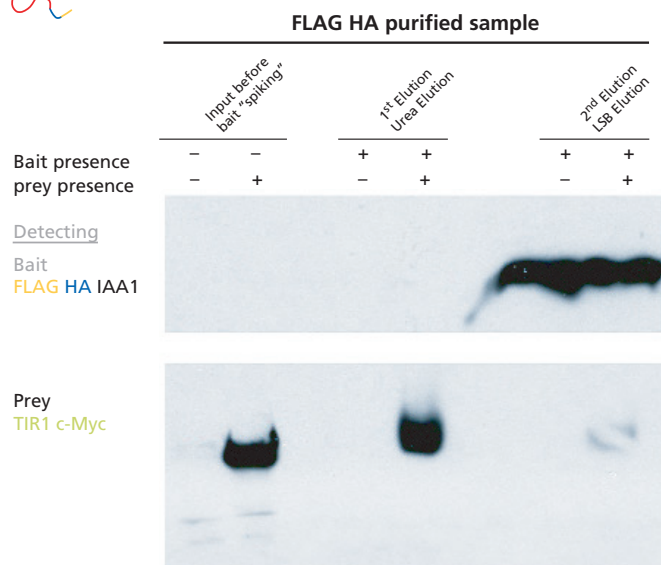 FLAG HA purified sample
Input before
bait "spiking"
1st Elution
Urea Elution
2nd Elution
LSB Elution
Bait presence – – + + + +
prey presence – + – + – +
Detecting
Bait
FLAG HA IAA1
Prey
TIR1 c-Myc